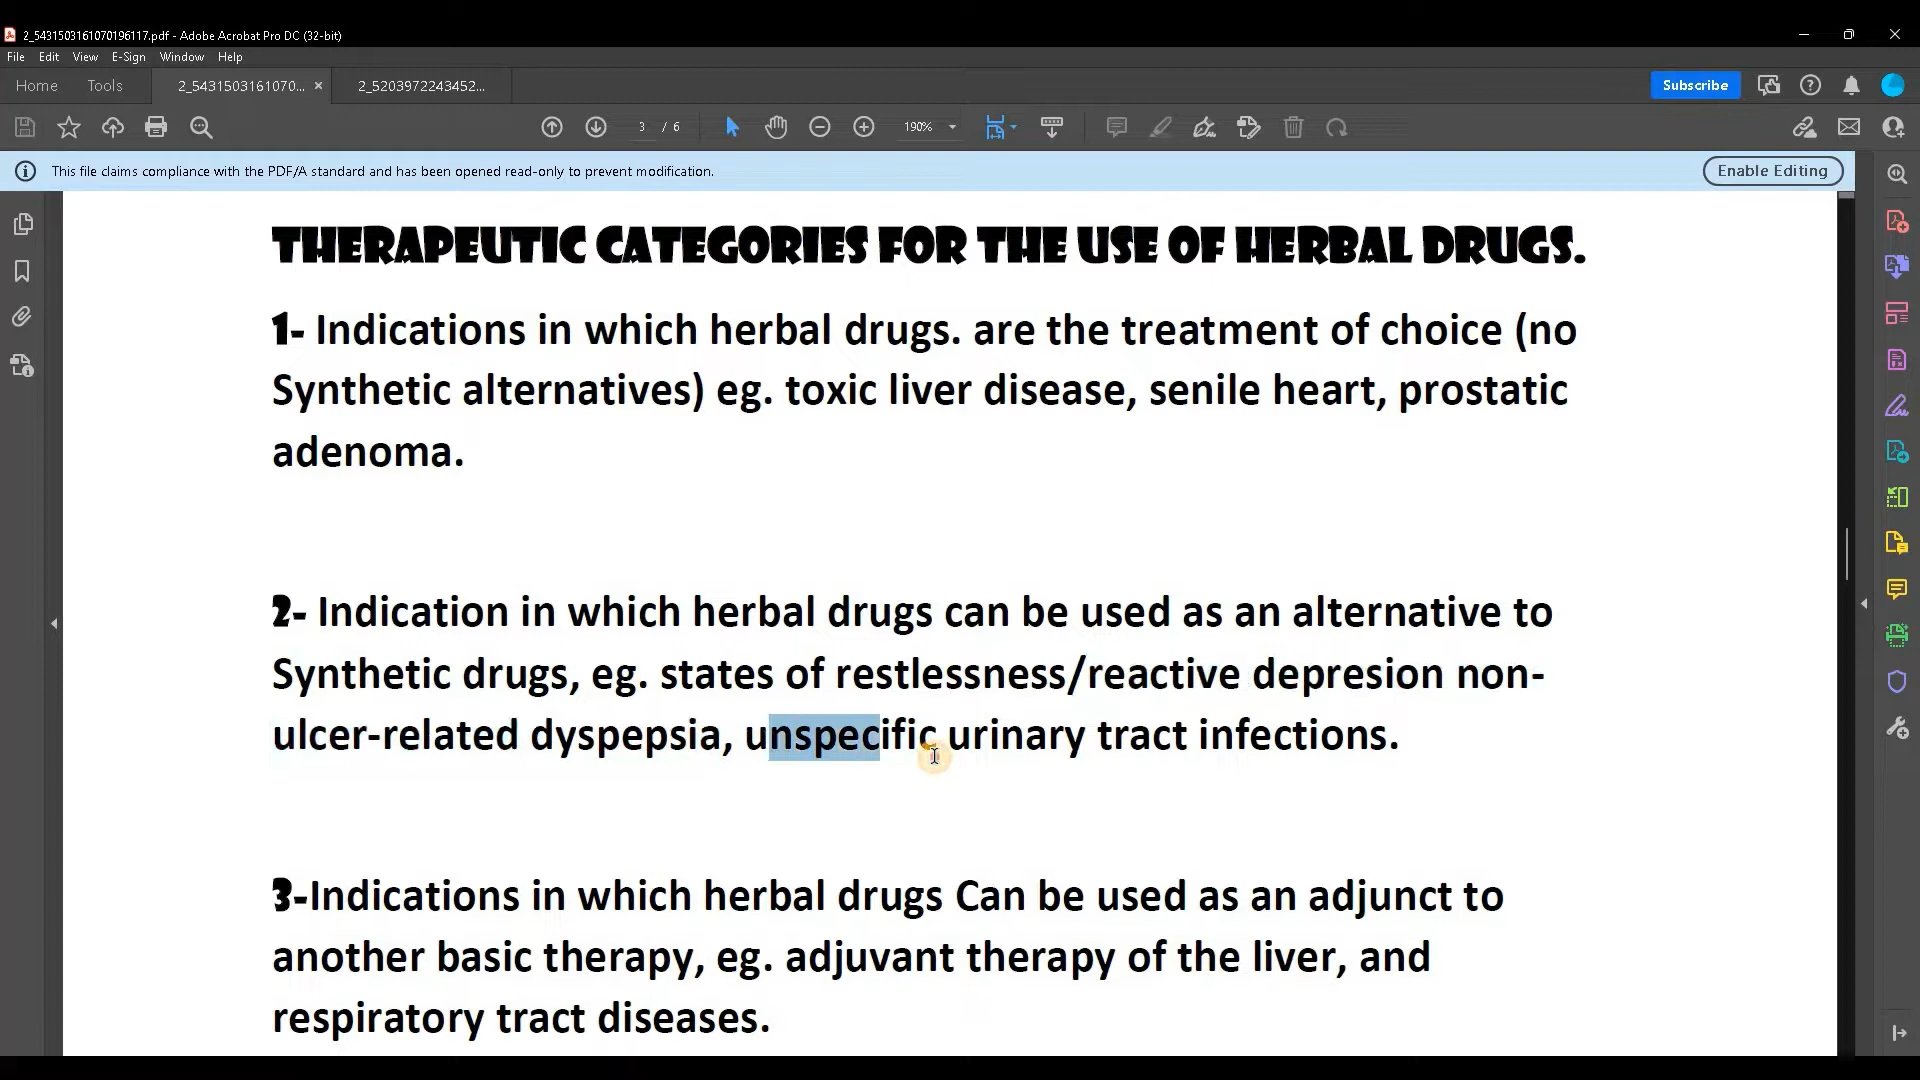 2_5431503161070196117.pdf - Adobe Acrobat Pro DC (32-bit)
File Edit View E-Sign Window Help
Home Tools 2_5431503161070... × 2_5203972243452... Subscribe
3 / 6 190%
This file claims compliance with the PDF/A standard and has been opened read-only to prevent modification. Enable Editing
THERAPEUTIC CATEGORIES FOR THE USE OF HERBAL DRUGS.
1- Indications in which herbal drugs. are the treatment of choice (no
Synthetic alternatives) eg. toxic liver disease, senile heart, prostatic
adenoma.
2- Indication in which herbal drugs can be used as an alternative to
Synthetic drugs, eg. states of restlessness/reactive depresion non-
ulcer-related dyspepsia, unspecific urinary tract infections.
3-Indications in which herbal drugs Can be used as an adjunct to
another basic therapy, eg. adjuvant therapy of the liver, and
respiratory tract diseases.